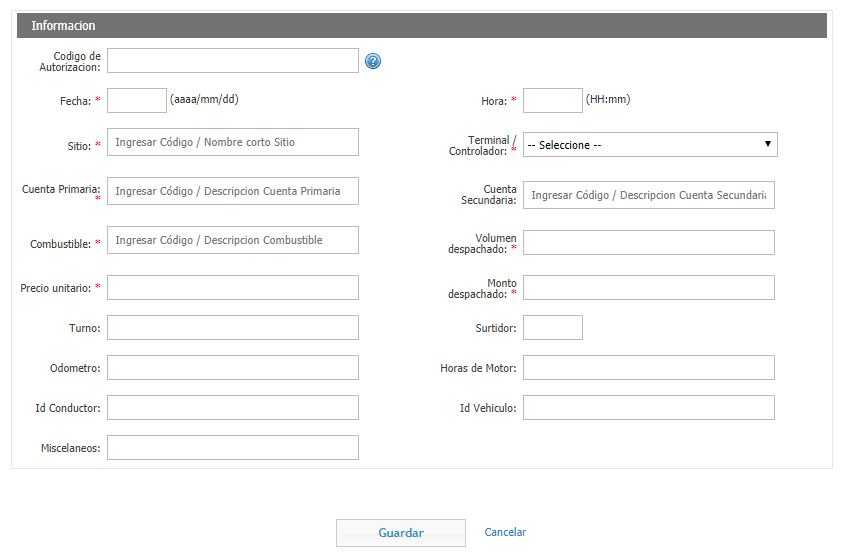 Informacion
Codigo de
Autorizacion:
?
Fecha: * (aaaa/mm/dd)
Hora: * (HH:mm)
Sitio: * Ingresar Código / Nombre corto Sitio
Terminal /
Controlador: * -- Seleccione --
Cuenta Primaria: Ingresar Código / Descripcion Cuenta Primaria
*
Cuenta
Secundaria: Ingresar Código / Descripcion Cuenta Secundaria
Combustible: * Ingresar Código / Descripcion Combustible
Volumen
despachado: *
Precio unitario: *
Monto
despachado: *
Turno:
Surtidor:
Odometro:
Horas de Motor:
Id Conductor:
Id Vehiculo:
Miscelaneos:
Guardar
Cancelar